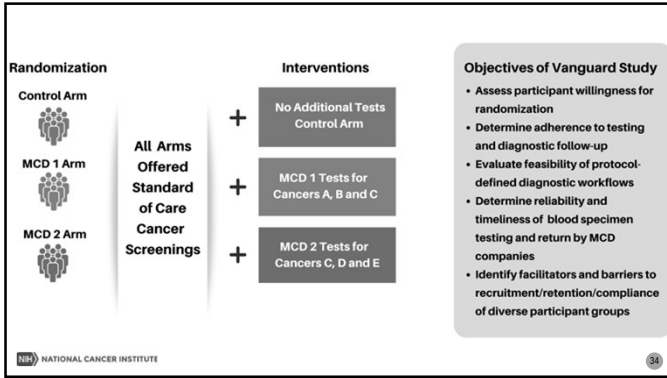 Randomization
Control Arm
MCD 1 Arm
MCD 2 Arm
All Arms
Offered
Standard
of Care
Cancer
Screenings
Interventions
+
No Additional Tests
Control Arm
+
MCD 1 Tests for
Cancers A, B and C
+
MCD 2 Tests for
Cancers C, D and E
Objectives of Vanguard Study
• Assess participant willingness for
randomization
• Determine adherence to testing
and diagnostic follow-up
• Evaluate feasibility of protocol-
defined diagnostic workflows
• Determine reliability and
timeliness of blood specimen
testing and return by MCD
companies
• Identify facilitators and barriers to
recruitment/retention/compliance
of diverse participant groups
NIH NATIONAL CANCER INSTITUTE
34